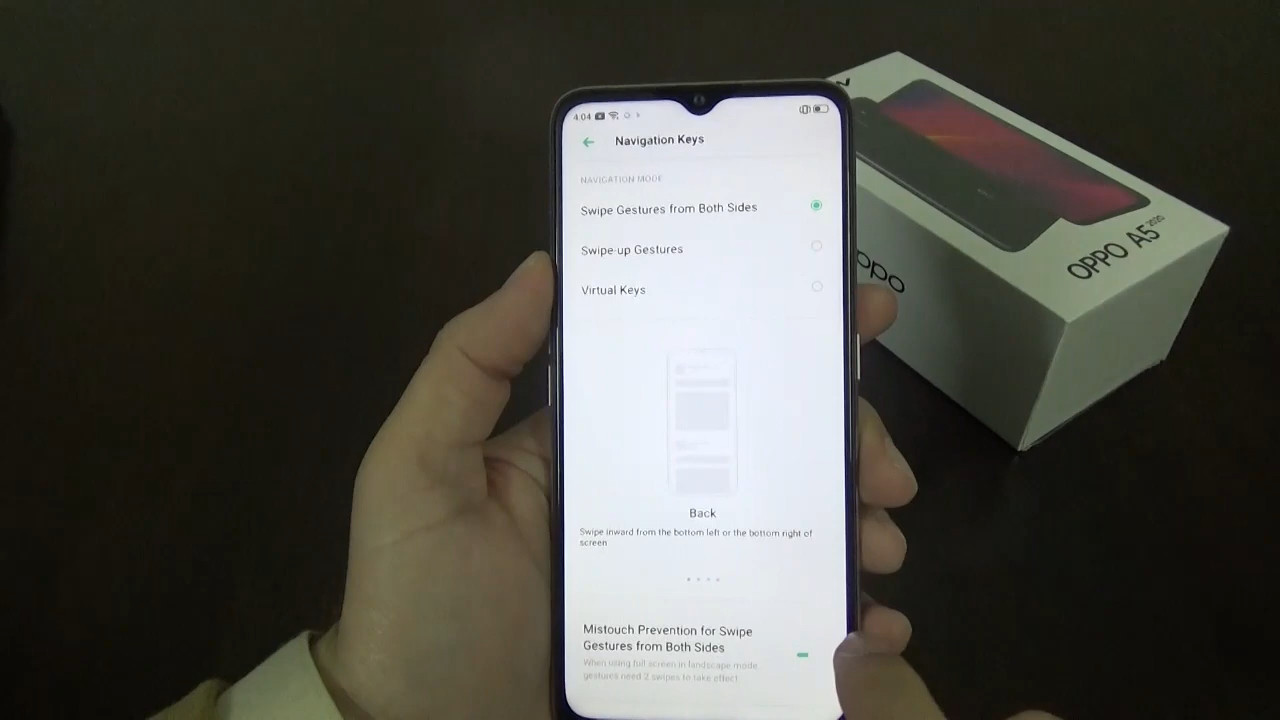 4:04
Navigation Keys
NAVIGATION MODE
Swipe Gestures from Both Sides
Swipe-up Gestures
Virtual Keys
Back
Swipe inward from the bottom left or the bottom right of
screen
Mistouch Prevention for Swipe
Gestures from Both Sides
When using full screen in landscape mode
gestures need 2 swipes to take effect
OPPO A5 2020
oppo